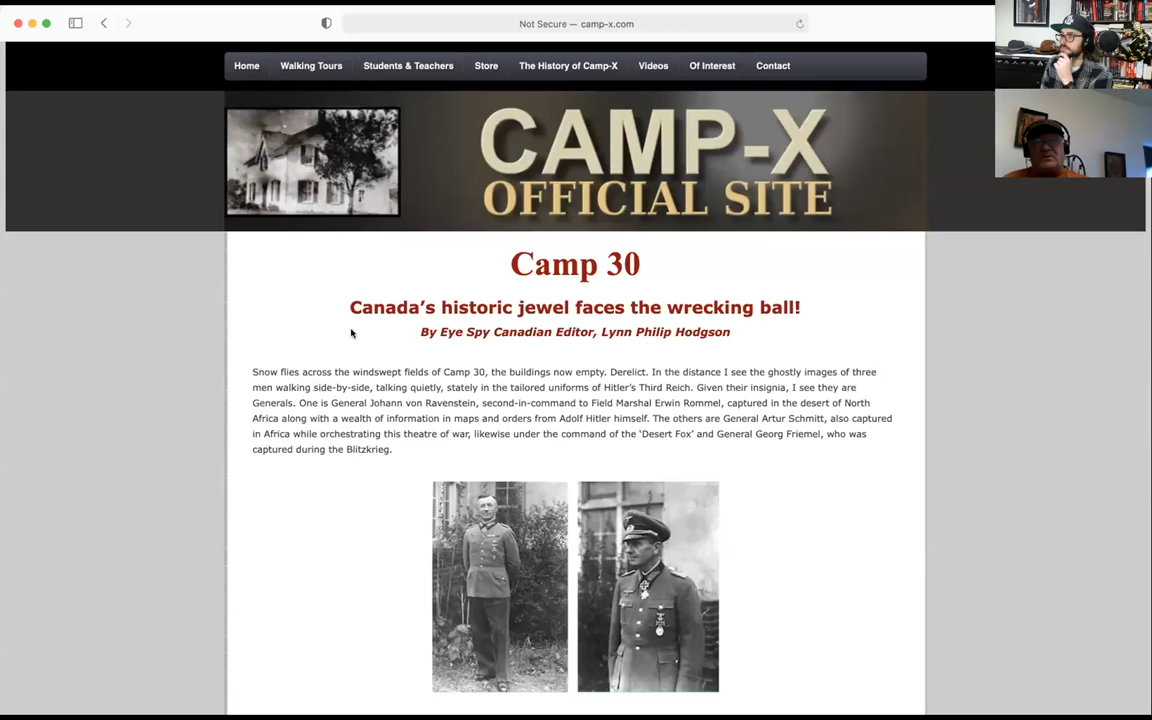 Not Secure — camp-x.com
Home Walking Tours Students & Teachers Store The History of Camp-X Videos Of Interest Contact
CAMP-X
OFFICIAL SITE
Camp 30
Canada's historic jewel faces the wrecking ball!
By Eye Spy Canadian Editor, Lynn Philip Hodgson
Snow flies across the windswept fields of Camp 30, the buildings now empty. Derelict. In the distance I see the ghostly images of three
men walking side-by-side, talking quietly, stately in the tailored uniforms of Hitler's Third Reich. Given their insignia, I see they are
Generals. One is General Johann von Ravenstein, second-in-command to Field Marshal Erwin Rommel, captured in the desert of North
Africa along with a wealth of information in maps and orders from Adolf Hitler himself. The others are General Artur Schmitt, also captured
in Africa while orchestrating this theatre of war, likewise under the command of the 'Desert Fox' and General Georg Friemel, who was
captured during the Blitzkrieg.